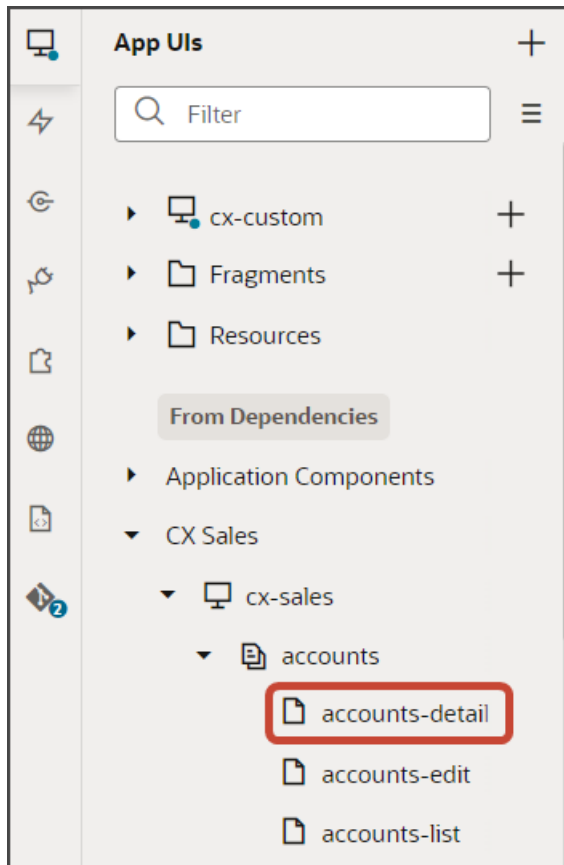 App UIs
Filter
cx-custom
Fragments
Resources
From Dependencies
Application Components
CX Sales
cx-sales
accounts
accounts-detail
accounts-edit
2
accounts-list